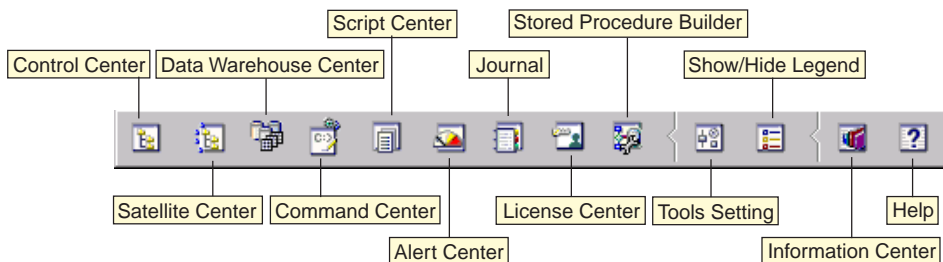 Script Center
Stored Procedure Builder
Control Center
Data Warehouse Center
Journal
Show/Hide Legend
Satellite Center
Command Center
License Center
Tools Setting
Help
Alert Center
Information Center